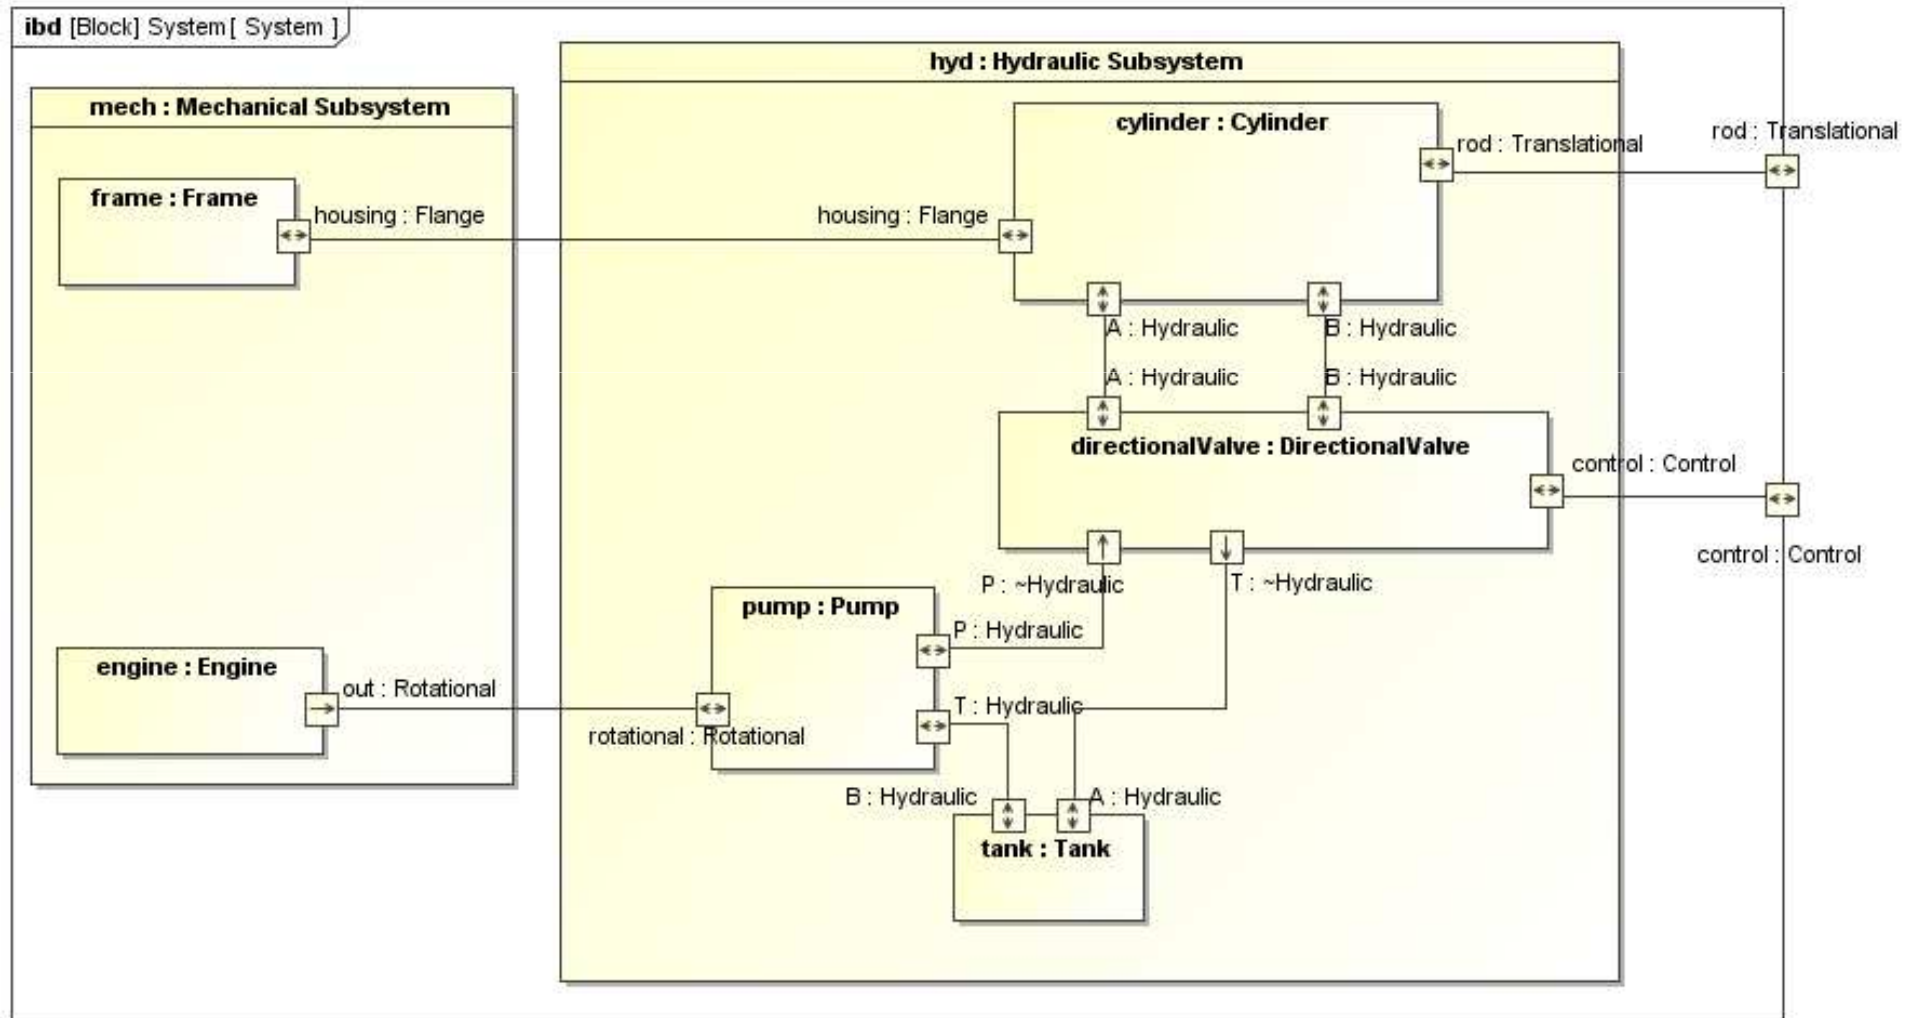 ibd [Block] System [ System ]
hyd : Hydraulic Subsystem
mech : Mechanical Subsystem
cylinder : Cylinder
rod : Translational
rod : Translational
frame : Frame
housing : Flange
housing : Flange
A : Hydraulic
B : Hydraulic
A : Hydraulic
B : Hydraulic
directionalValve : DirectionalValve
control : Control
control : Control
P : ~Hydraulic
T : ~Hydraulic
pump : Pump
P : Hydraulic
engine : Engine
out : Rotational
T : Hydraulic
rotational : Rotational
B : Hydraulic
A : Hydraulic
tank : Tank